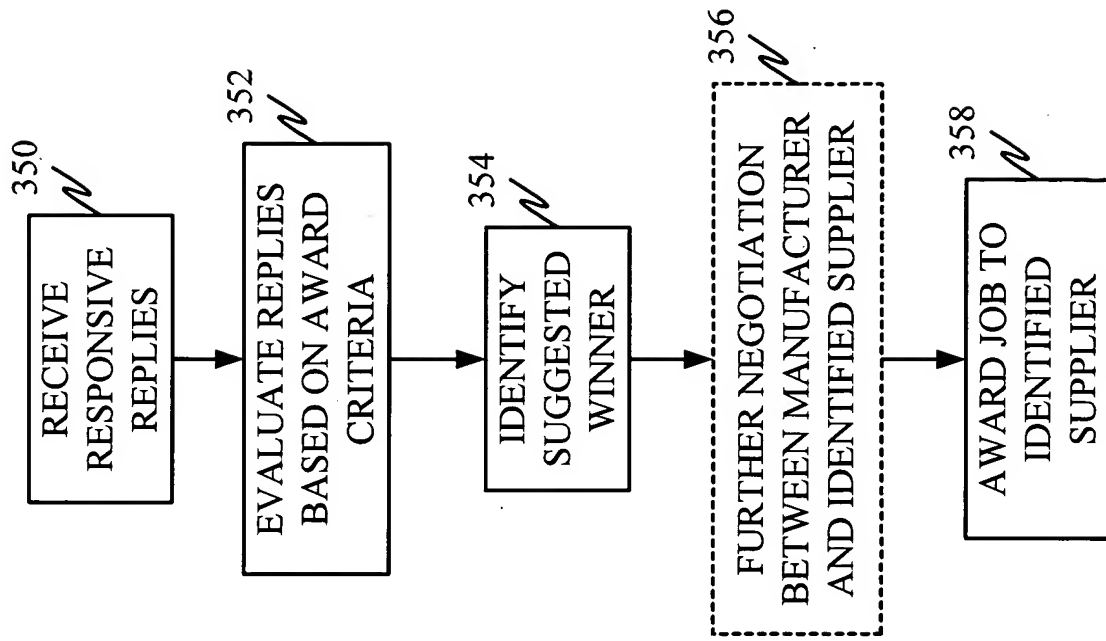 350
RECEIVE
RESPONSIVE
REPLIES
352
EVALUATE REPLIES
BASED ON AWARD
CRITERIA
354
IDENTIFY
SUGGESTED
WINNER
356
FURTHER NEGOTIATION
BETWEEN MANUFACTURER
AND IDENTIFIED SUPPLIER
358
AWARD JOB TO
IDENTIFIED
SUPPLIER